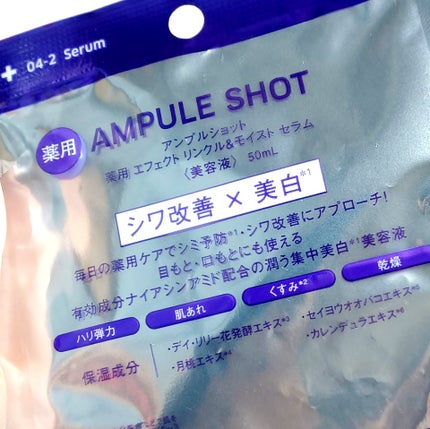 04-2 Serum
薬用
AMPULE SHOT
アンプルショット
薬用 エフェクト リンクル&モイスト セラム
〈美容液〉 50mL
シワ改善 × 美白*1
毎日の薬用ケアでシミ予防*1・シワ改善にアプローチ!
目もと・口もとにも使える
有効成分ナイアシンアミド配合の潤う集中美白*1美容液
ハリ弾力 肌あれ くすみ*2 乾燥
保湿成分
・デイ・リリー花発酵エキス*3 ・セイヨウオオバコエキス*5
・月桃エキス*4 ・カレンデュラエキス*6